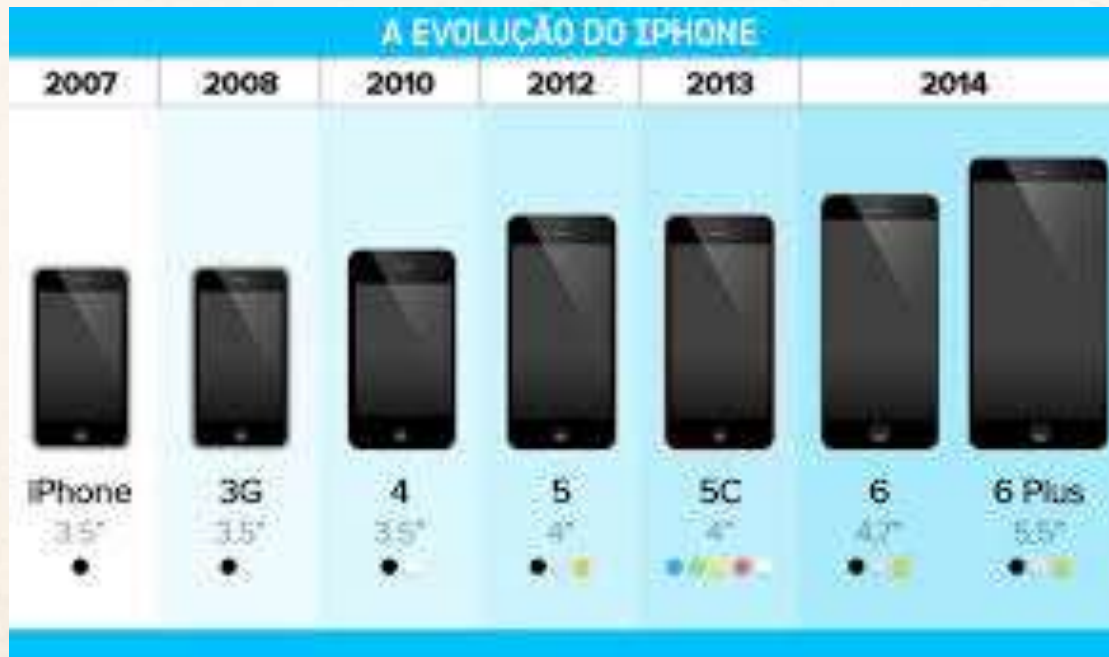 A EVOLUÇÃO DO IPHONE
2007 2008 2010 2012 2013 2014
iPhone 3G 4 5 5C 6 6 Plus
3.5" 3.5" 3.5" 4" 4" 4.7" 5.5"